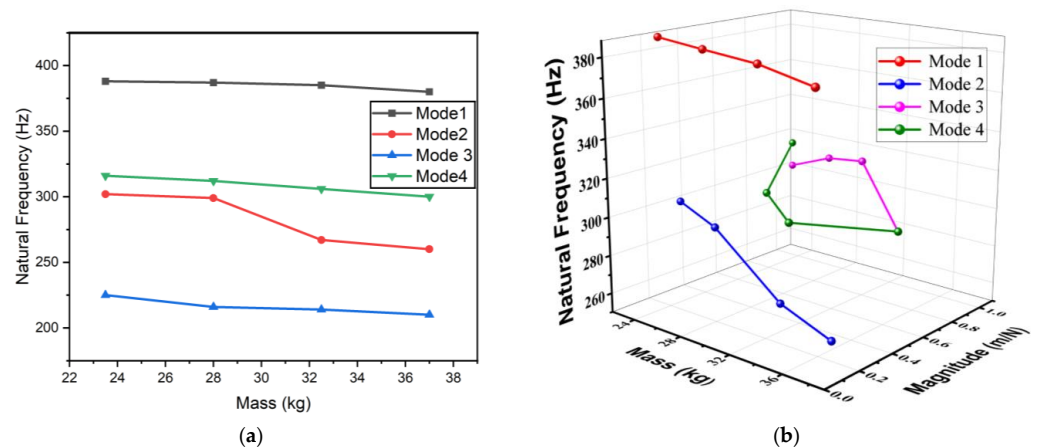 400
350
300
250
200
Natural Frequency (Hz)
22 24 26 28 30 32 34 36 38
Mass (kg)
Mode1
Mode2
Mode 3
Mode4
(a)
380
360
340
320
300
280
260
Natural Frequency (Hz)
24
28
32
36
Mass (kg)
0.0
0.2
0.4
0.6
0.8
1.0
Magnitude (m/N)
Mode 1
Mode 2
Mode 3
Mode 4
(b)